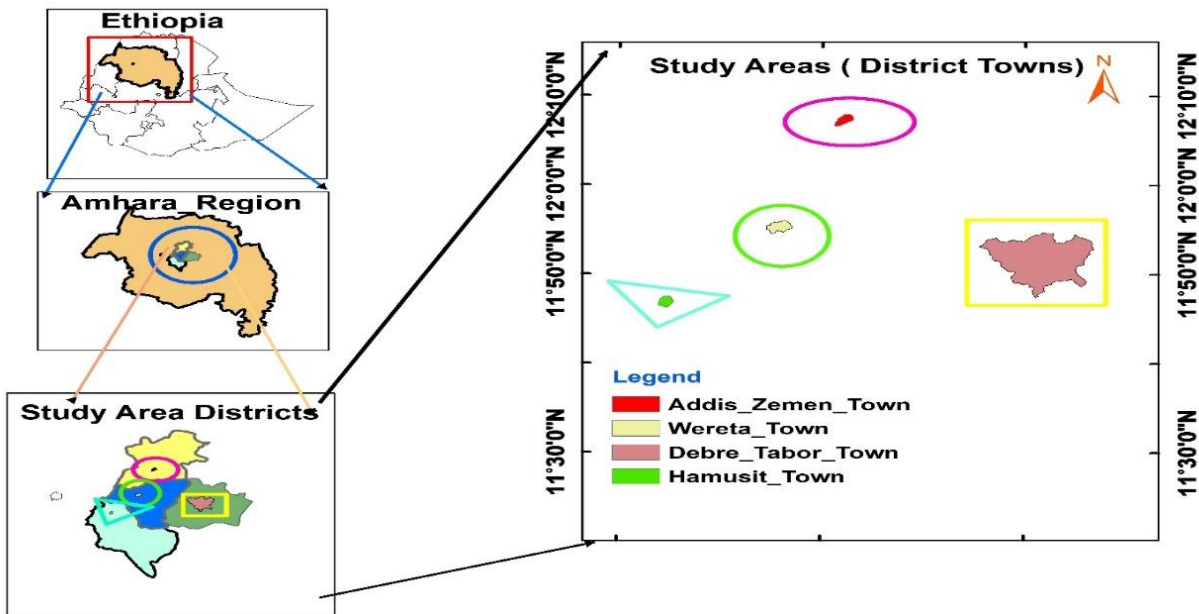 Ethiopia
Amhara_Region
Study Area Districts
Study Areas ( District Towns)
N
12°10'0"N
12°0'0"N
11°50'0"N
11°30'0"N
Legend
Addis_Zemen_Town
Wereta_Town
Debre_Tabor_Town
Hamusit_Town
12°10'0"N
12°0'0"N
11°50'0"N
11°30'0"N